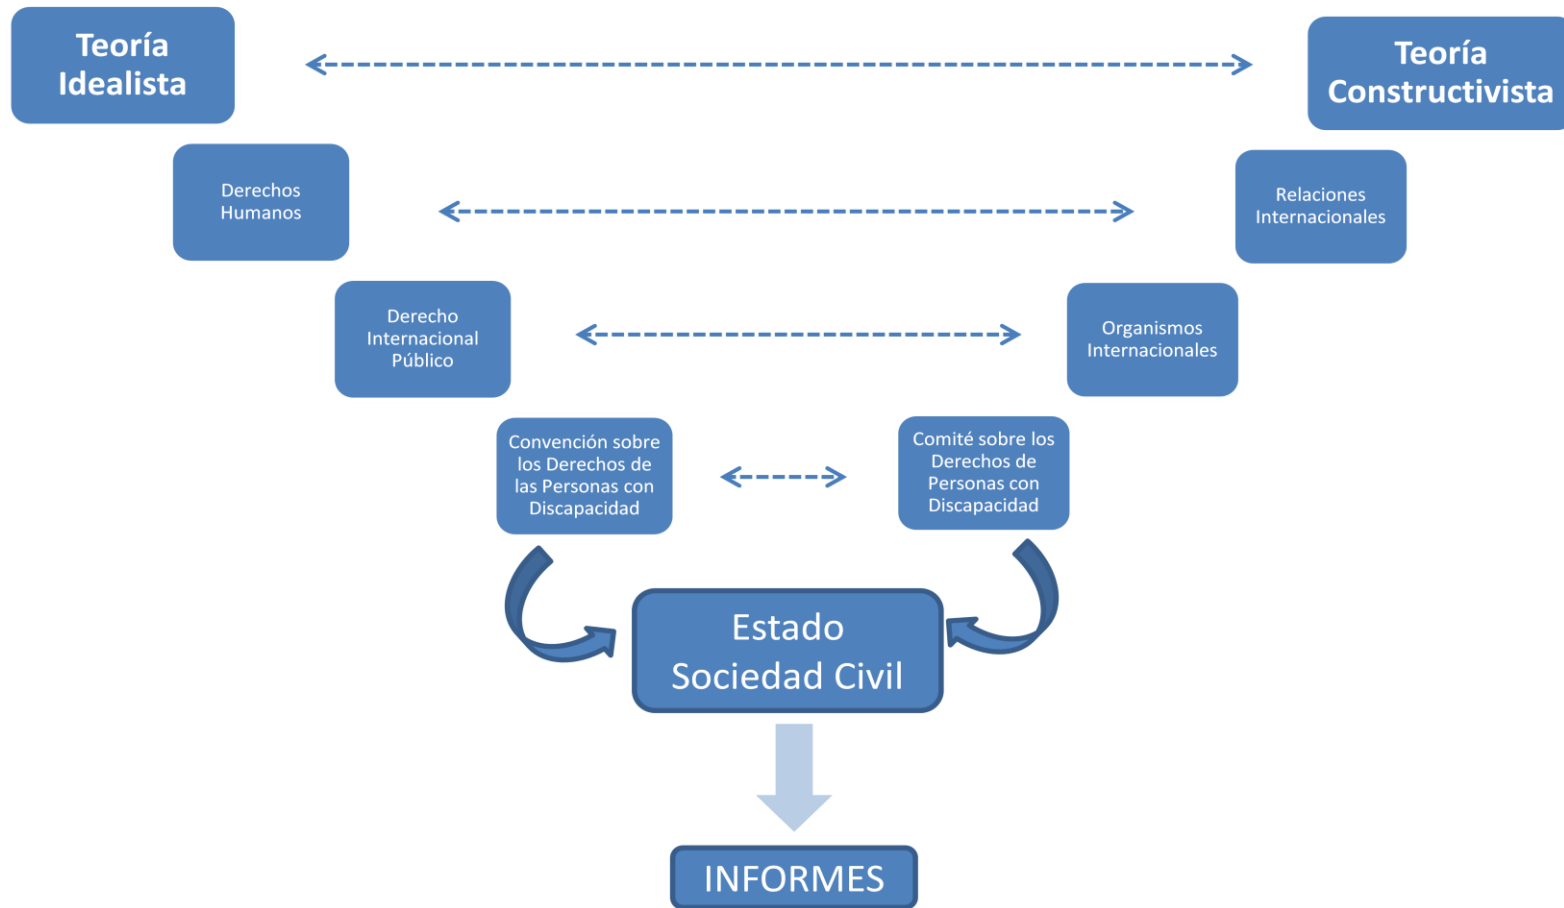 Teoría
Idealista
Teoría
Constructivista
Derechos
Humanos
Relaciones
Internacionales
Derecho
Internacional
Público
Organismos
Internacionales
Convención sobre
los Derechos de
las Personas con
Discapacidad
Comité sobre los
Derechos de
Personas con
Discapacidad
Estado
Sociedad Civil
INFORMES